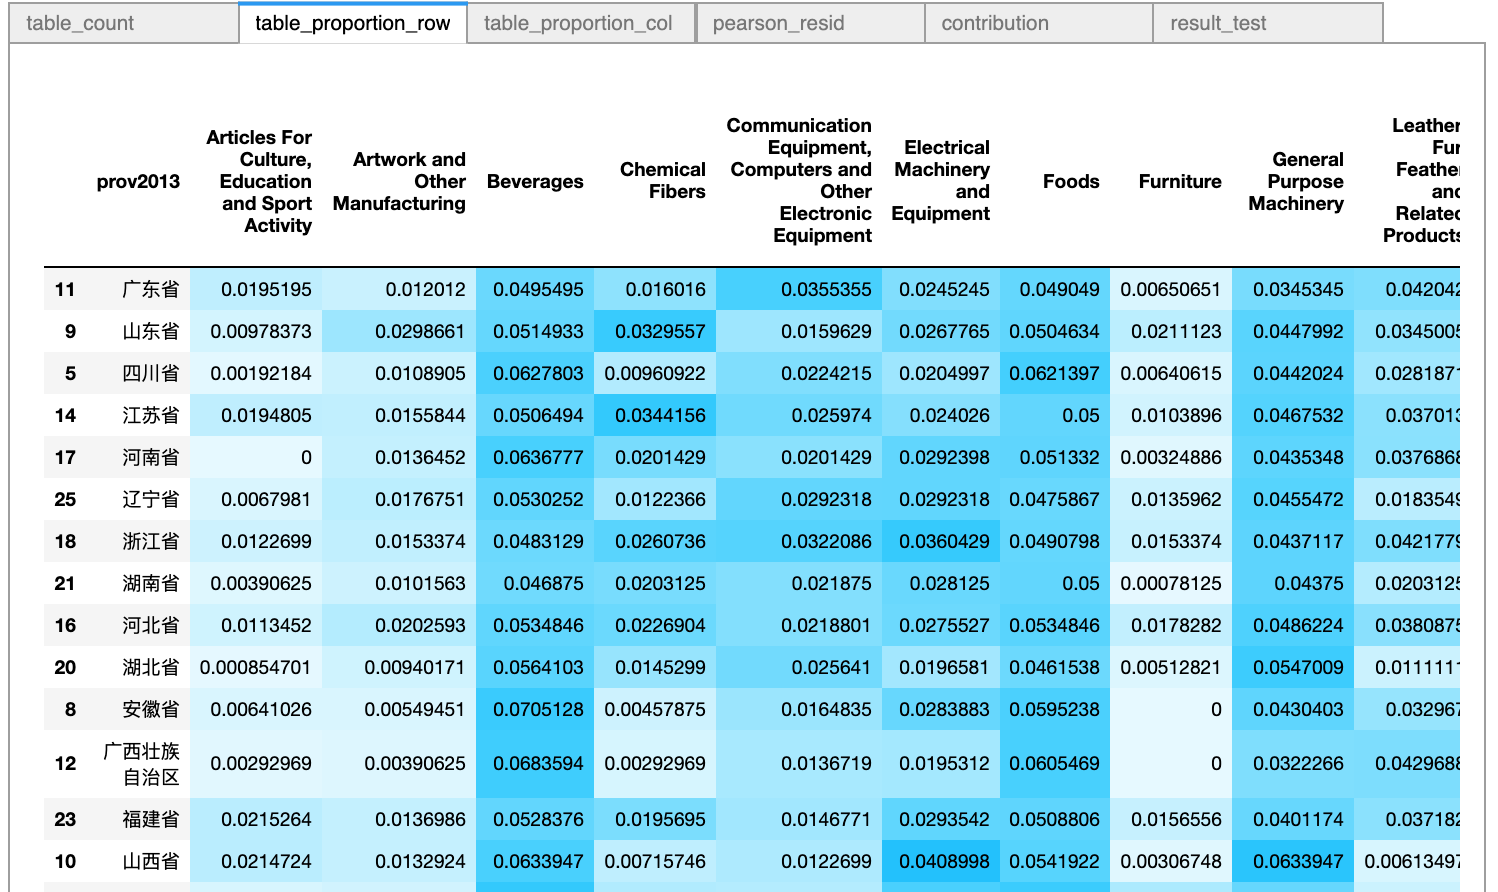 table_count table_proportion_row table_proportion_col pearson_resid contribution result_test
prov2013 Articles For Culture, Education and Sport Activity Artwork and Other Manufacturing Beverages Chemical Fibers Communication Equipment, Computers and Other Electronic Equipment Electrical Machinery and Equipment Foods Furniture General Purpose Machinery Leather Fur Feather and Related Products
11 广东省 0.0195195 0.012012 0.0495495 0.016016 0.0355355 0.0245245 0.049049 0.00650651 0.0345345 0.042042
9 山东省 0.00978373 0.0298661 0.0514933 0.0329557 0.0159629 0.0267765 0.0504634 0.0211123 0.0447992 0.0345005
5 四川省 0.00192184 0.0108905 0.0627803 0.00960922 0.0224215 0.0204997 0.0621397 0.00640615 0.0442024 0.0281871
14 江苏省 0.0194805 0.0155844 0.0506494 0.0344156 0.025974 0.024026 0.05 0.0103896 0.0467532 0.037013
17 河南省 0 0.0136452 0.0636777 0.0201429 0.0201429 0.0292398 0.051332 0.00324886 0.0435348 0.0376868
25 辽宁省 0.0067981 0.0176751 0.0530252 0.0122366 0.0292318 0.0292318 0.0475867 0.0135962 0.0455472 0.0183549
18 浙江省 0.0122699 0.0153374 0.0483129 0.0260736 0.0322086 0.0360429 0.0490798 0.0153374 0.0437117 0.0421779
21 湖南省 0.00390625 0.0101563 0.046875 0.0203125 0.021875 0.028125 0.05 0.00078125 0.04375 0.0203125
16 河北省 0.0113452 0.0202593 0.0534846 0.0226904 0.0218801 0.0275527 0.0534846 0.0178282 0.0486224 0.0380875
20 湖北省 0.000854701 0.00940171 0.0564103 0.0145299 0.025641 0.0196581 0.0461538 0.00512821 0.0547009 0.0111111
8 安徽省 0.00641026 0.00549451 0.0705128 0.00457875 0.0164835 0.0283883 0.0595238 0 0.0430403 0.032967
12 广西壮族自治区 0.00292969 0.00390625 0.0683594 0.00292969 0.0136719 0.0195312 0.0605469 0 0.0322266 0.0429688
23 福建省 0.0215264 0.0136986 0.0528376 0.0195695 0.0146771 0.0293542 0.0508806 0.0156556 0.0401174 0.037182
10 山西省 0.0214724 0.0132924 0.0633947 0.00715746 0.0122699 0.0408998 0.0541922 0.00306748 0.0633947 0.00613497